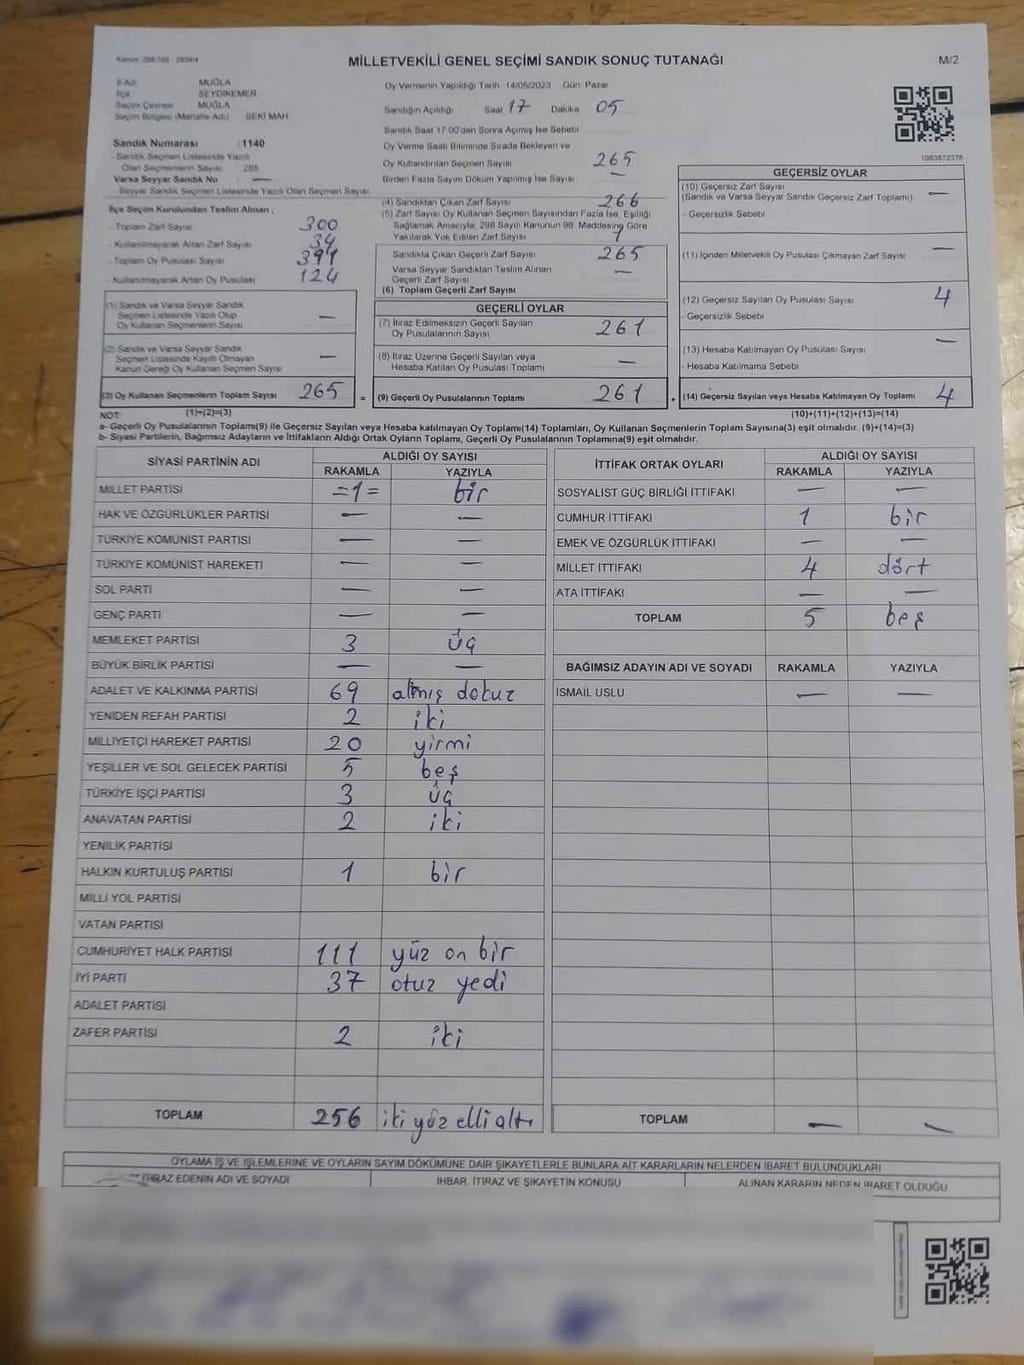 MİLLETVEKİLİ GENEL SEÇİMİ SANDIK SONUÇ TUTANAĞI
M/2
İl Adı MUĞLA
İlçe SEYDİKEMER
Seçim Çevresi MUĞLA
Seçim Bölgesi (Mahalle Adı) SEKİ MAH.
Oy Vermenin Yapıldığı Tarih 14/05/2023 Gün Pazar
Sandığın Açıldığı Saat 17 Dakika 05
Sandık Saat 17.00'den Sonra Açılmış İse Sebebi
Sandık Numarası :1140
- Sandık Seçmen Listesinde Yazılı
Olan Seçmenlerin Sayısı 285
Varsa Seyyar Sandık No : —
- Seyyar Sandık Seçmen Listesinde Yazılı Olan Seçmen Sayısı
Oy Verme Saati Bitiminde Sırada Bekleyen ve
Oy Kullandırılan Seçmen Sayısı 265
Birden Fazla Sayım Döküm Yapılmış İse Sayısı —
1083872378
İlçe Seçim Kurulundan Teslim Alınan ;
- Toplam Zarf Sayısı 300
- Kullanılmayarak Artan Zarf Sayısı 34
- Toplam Oy Pusulası Sayısı
- Kullanılmayarak Artan Oy Pusulası 124
(4) Sandıktan Çıkan Zarf Sayısı 266
(5) Zarf Sayısı Oy Kullanan Seçmen Sayısından Fazla İse, Eşitliği
Sağlamak Amacıyla, 298 Sayılı Kanunun 98. Maddesine Göre
Yakılarak Yok Edilen Zarf Sayısı 1
Sandıkta Çıkan Geçerli Zarf Sayısı 265
Varsa Seyyar Sandıktan Teslim Alınan
Geçerli Zarf Sayısı —
(6) Toplam Geçerli Zarf Sayısı
GEÇERSİZ OYLAR
(10) Geçersiz Zarf Sayısı —
(Sandık ve Varsa Seyyar Sandık Geçersiz Zarf Toplamı)
- Geçersizlik Sebebi
(11) İçinden Milletvekili Oy Pusulası Çıkmayan Zarf Sayısı —
(12) Geçersiz Sayılan Oy Pusulası Sayısı 4
- Geçersizlik Sebebi
(13) Hesaba Katılmayan Oy Pusulası Sayısı —
- Hesaba Katılmama Sebebi
(1) Sandık ve Varsa Seyyar Sandık
Seçmen Listesinde Yazılı Olup
Oy Kullanan Seçmenlerin Sayısı —
(2) Sandık ve Varsa Seyyar Sandık
Seçmen Listesinde Kayıtlı Olmayan
Kanun Gereği Oy Kullanan Seçmen Sayısı —
GEÇERLİ OYLAR
(7) İtiraz Edilmeksizin Geçerli Sayılan
Oy Pusulalarının Sayısı 261
(8) İtiraz Üzerine Geçerli Sayılan veya
Hesaba Katılan Oy Pusulası Toplamı —
(3) Oy Kullanan Seçmenlerin Toplam Sayısı 265 = (9) Geçerli Oy Pusulalarının Toplamı 261 + (14) Geçersiz Sayılan veya Hesaba Katılmayan Oy Toplamı 4
NOT: (1)+(2)=(3) (10)+(11)+(12)+(13)=(14)
a- Geçerli Oy Pusulalarının Toplamı(9) ile Geçersiz Sayılan veya Hesaba katılmayan Oy Toplamı(14) Toplamları, Oy Kullanan Seçmenlerin Toplam Sayısına(3) eşit olmalıdır. (9)+(14)=(3)
b- Siyasi Partilerin, Bağımsız Adayların ve İttifakların Aldığı Ortak Oyların Toplamı, Geçerli Oy Pusulalarının Toplamına(9) eşit olmalıdır.
SİYASİ PARTİNİN ADI ALDIĞI OY SAYISI
RAKAMLA YAZIYLA
MİLLET PARTİSİ =1= bir
HAK VE ÖZGÜRLÜKLER PARTİSİ — —
TÜRKİYE KOMÜNİST PARTİSİ — —
TÜRKİYE KOMÜNİST HAREKETİ — —
SOL PARTİ — —
GENÇ PARTİ — —
MEMLEKET PARTİSİ 3 üç
BÜYÜK BİRLİK PARTİSİ — —
ADALET VE KALKINMA PARTİSİ 69 altmış dokuz
YENİDEN REFAH PARTİSİ 2 iki
MİLLİYETÇİ HAREKET PARTİSİ 20 yirmi
YEŞİLLER VE SOL GELECEK PARTİSİ 5 beş
TÜRKİYE İŞÇİ PARTİSİ 3 üç
ANAVATAN PARTİSİ 2 iki
YENİLİK PARTİSİ
HALKIN KURTULUŞ PARTİSİ 1 bir
MİLLİ YOL PARTİSİ
VATAN PARTİSİ
CUMHURİYET HALK PARTİSİ 111 yüz on bir
İYİ PARTİ 37 otuz yedi
ADALET PARTİSİ
ZAFER PARTİSİ 2 iki
TOPLAM 256 iki yüz elli altı
İTTİFAK ORTAK OYLARI ALDIĞI OY SAYISI
RAKAMLA YAZIYLA
SOSYALİST GÜÇ BİRLİĞİ İTTİFAKI — —
CUMHUR İTTİFAKI 1 bir
EMEK VE ÖZGÜRLÜK İTTİFAKI — —
MİLLET İTTİFAKI 4 dört
ATA İTTİFAKI — —
TOPLAM 5 beş
BAĞIMSIZ ADAYIN ADI VE SOYADI RAKAMLA YAZIYLA
İSMAİL USLU — —
TOPLAM — —
OYLAMA İŞ VE İŞLEMLERİNE VE OYLARIN SAYIM DÖKÜMÜNE DAİR ŞİKAYETLERLE BUNLARA AİT KARARLARIN NELERDEN İBARET BULUNDUKLARI
İTİRAZ EDENİN ADI VE SOYADI İHBAR, İTİRAZ VE ŞİKAYETİN KONUSU ALINAN KARARIN NEDEN İBARET OLDUĞU